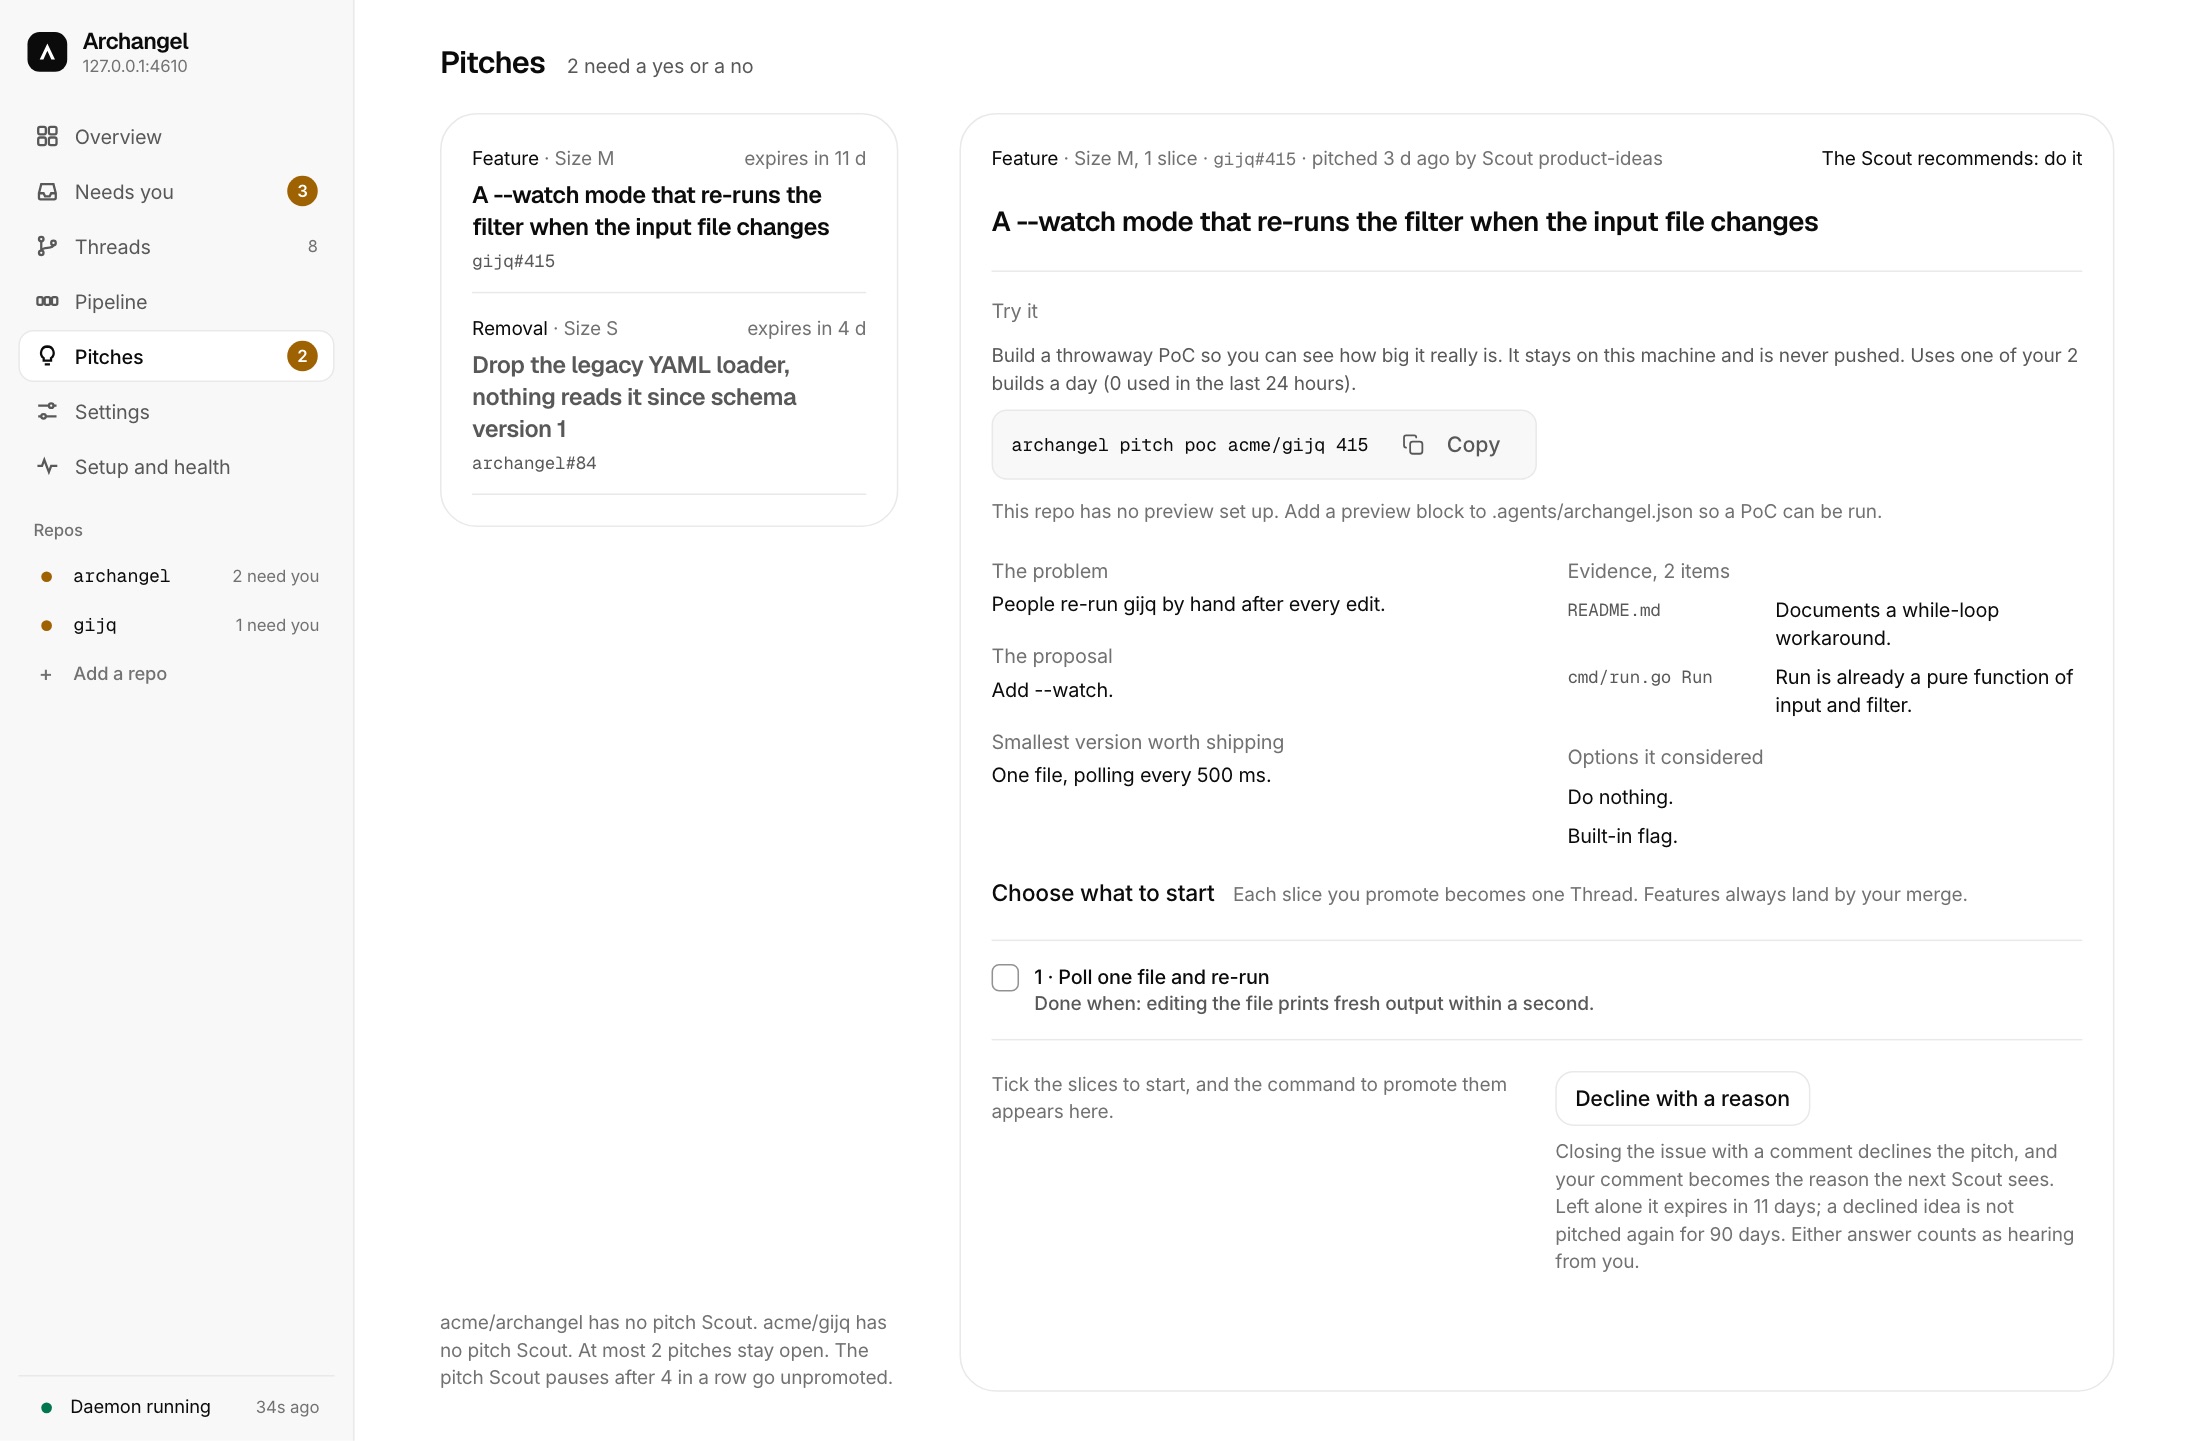 Archangel
127.0.0.1:4610
Overview
Needs you 3
Threads 8
Pipeline
Pitches 2
Settings
Setup and health
Repos
archangel 2 need you
gijq 1 need you
+ Add a repo
Daemon running 34s ago
Pitches 2 need a yes or a no
Feature · Size M expires in 11 d
A --watch mode that re-runs the
filter when the input file changes
gijq#415
Removal · Size S expires in 4 d
Drop the legacy YAML loader,
nothing reads it since schema
version 1
archangel#84
acme/archangel has no pitch Scout. acme/gijq has
no pitch Scout. At most 2 pitches stay open. The
pitch Scout pauses after 4 in a row go unpromoted.
Feature · Size M, 1 slice · gijq#415 · pitched 3 d ago by Scout product-ideas The Scout recommends: do it
A --watch mode that re-runs the filter when the input file changes
Try it
Build a throwaway PoC so you can see how big it really is. It stays on this machine and is never pushed. Uses one of your 2
builds a day (0 used in the last 24 hours).
archangel pitch poc acme/gijq 415 Copy
This repo has no preview set up. Add a preview block to .agents/archangel.json so a PoC can be run.
The problem
People re-run gijq by hand after every edit.
The proposal
Add --watch.
Smallest version worth shipping
One file, polling every 500 ms.
Evidence, 2 items
README.md Documents a while-loop
workaround.
cmd/run.go Run Run is already a pure function of
input and filter.
Options it considered
Do nothing.
Built-in flag.
Choose what to start Each slice you promote becomes one Thread. Features always land by your merge.
1 · Poll one file and re-run
Done when: editing the file prints fresh output within a second.
Tick the slices to start, and the command to promote them
appears here.
Decline with a reason
Closing the issue with a comment declines the pitch, and
your comment becomes the reason the next Scout sees.
Left alone it expires in 11 days; a declined idea is not
pitched again for 90 days. Either answer counts as hearing
from you.